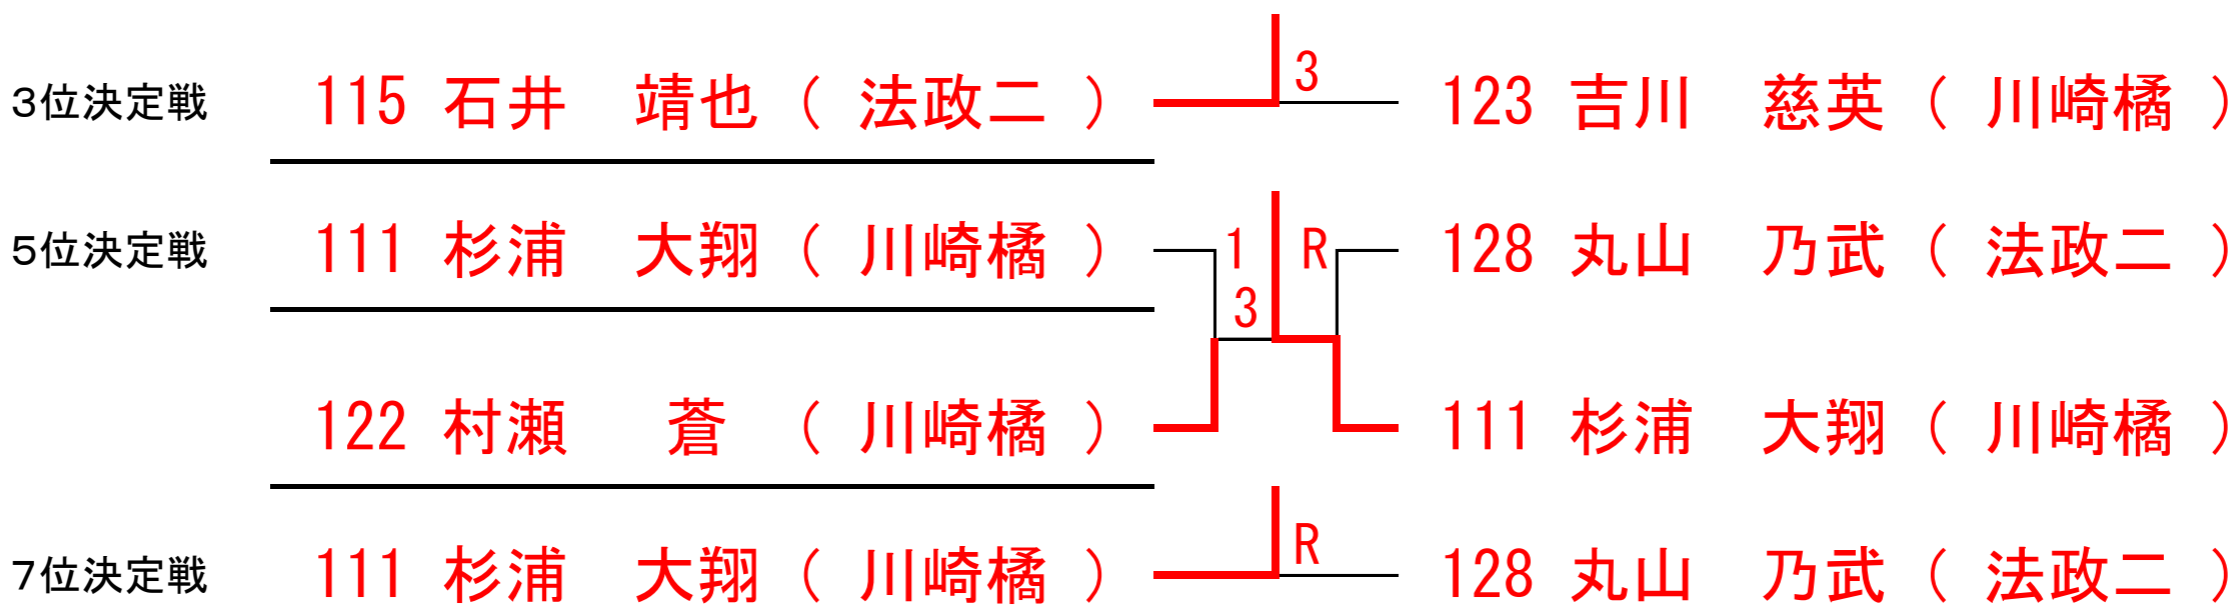 3位決定戦 115 石井 靖也 ( 法政二 ) 3 123 吉川 慈英 ( 川崎橘 )
5位決定戦 111 杉浦 大翔 ( 川崎橘 ) 1 R 128 丸山 乃武 ( 法政二 )
3
122 村瀬 蒼 ( 川崎橘 ) 111 杉浦 大翔 ( 川崎橘 )
7位決定戦 111 杉浦 大翔 ( 川崎橘 ) R 128 丸山 乃武 ( 法政二 )